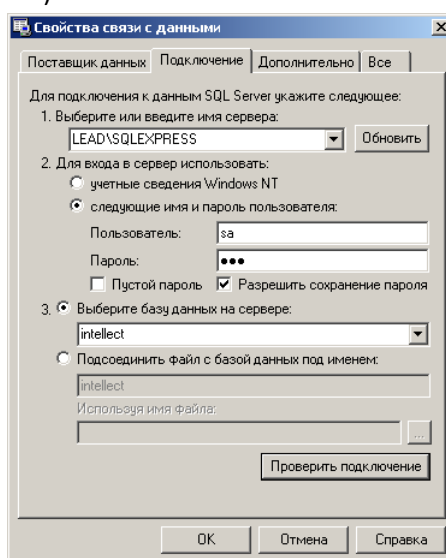 Свойства связи с данными
Поставщик данных Подключение Дополнительно Все
Для подключения к данным SQL Server укажите следующее:
1. Выберите или введите имя сервера:
LEAD\SQLEXPRESS Обновить
2. Для входа в сервер использовать:
учетные сведения Windows NT
следующие имя и пароль пользователя:
Пользователь: sa
Пароль: ●●●
Пустой пароль Разрешить сохранение пароля
3. Выберите базу данных на сервере:
intellect
Подсоединить файл с базой данных под именем:
intellect
Используя имя файла:
...
Проверить подключение
OK Отмена Справка